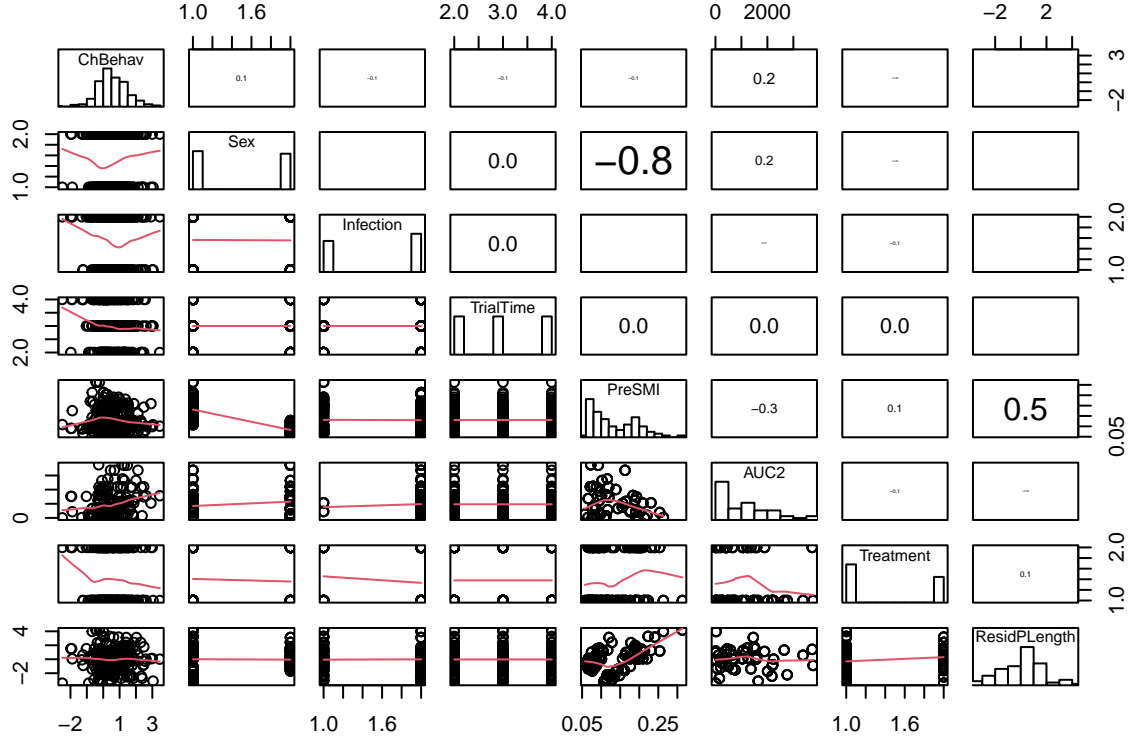 1.0 1.6 2.0 3.0 4.0 0 2000 −2 2
ChBehav 0.1 −0.1 −0.1 −0.1 0.2 −2 3
1.0 2.0 Sex 0.0 −0.8 0.2
Infection 0.0 −0.1 1.0 2.0
2.0 4.0 TrialTime 0.0 0.0 0.0
PreSMI −0.3 0.1 0.5 0.05
0 AUC2 −0.1
Treatment 0.1 1.0 2.0
−2 4 ResidPLength
−2 1 3 1.0 1.6 0.05 0.25 1.0 1.6